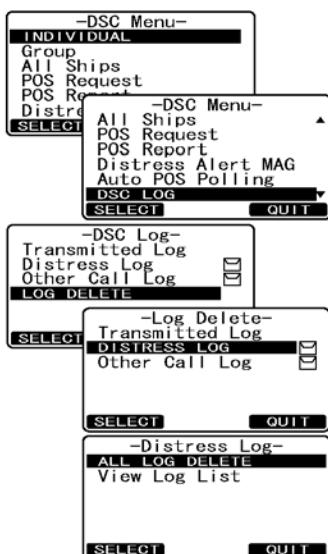 -DSC Menu-
INDIVIDUAL
Group
All Ships
POS Request
POS
SELECT
-DSC Menu-
All Ships
POS Request
POS Report
Distress Alert MAG
Auto POS Polling
DSC LOG
SELECT QUIT
-DSC Log-
Transmitted Log
Distress Log
Other Call Log
LOG DELETE
SELECT
-Log Delete-
Transmitted Log
DISTRESS LOG
Other Call Log
SELECT QUIT
-Distress Log-
ALL LOG DELETE
View Log List
SELECT QUIT